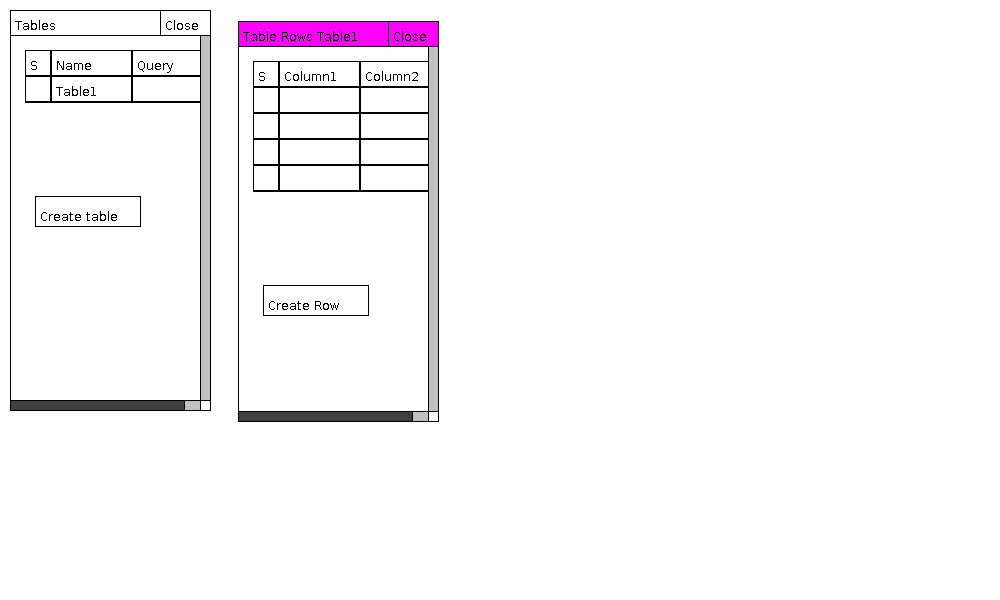 Tables Close
S Name Query
Table1
Create table
Table Rows Table1 Close
S Column1 Column2
Create Row